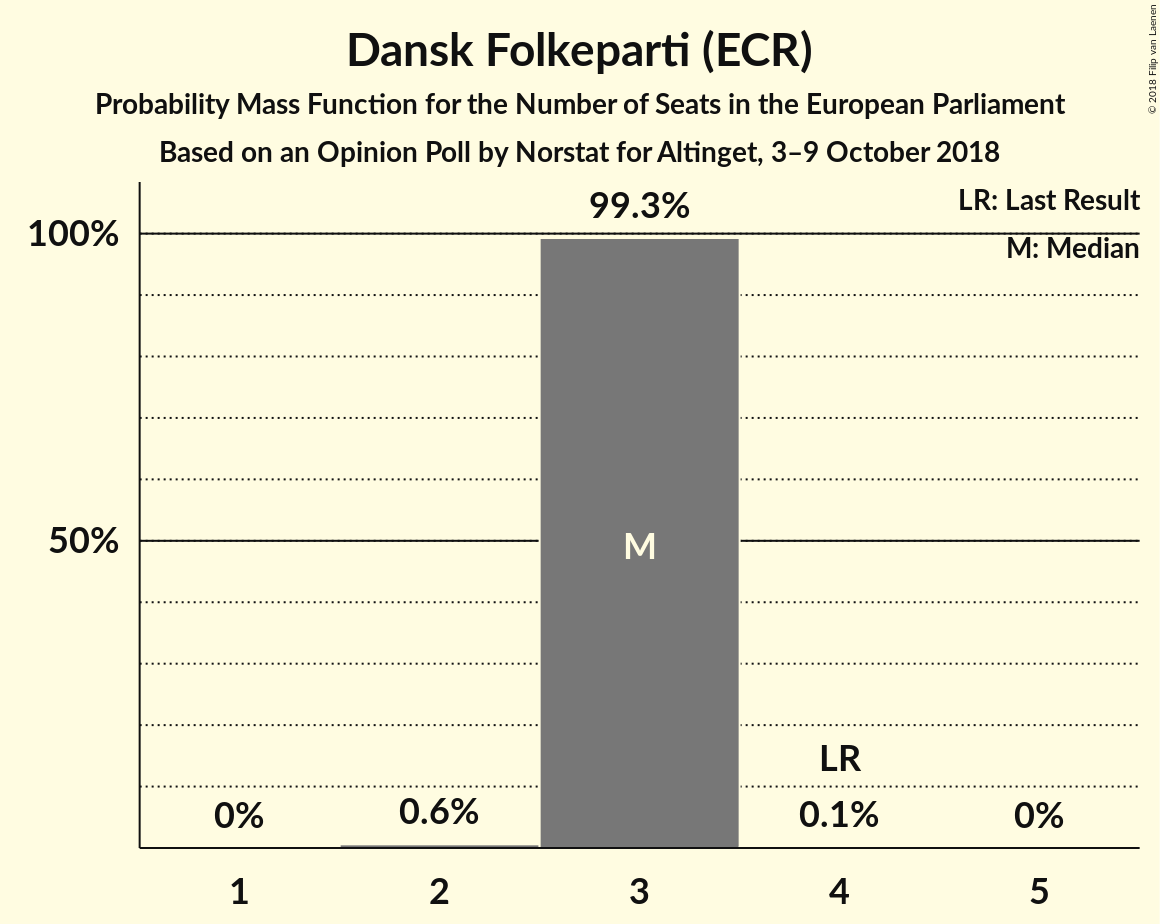 Dansk Folkeparti (ECR)
Probability Mass Function for the Number of Seats in the European Parliament
Based on an Opinion Poll by Norstat for Altinget, 3–9 October 2018
© 2018 Filip van Laenen
LR: Last Result
M: Median
99.3%
100%
50%
M
LR
0%
0.6%
0.1%
0%
1 2 3 4 5